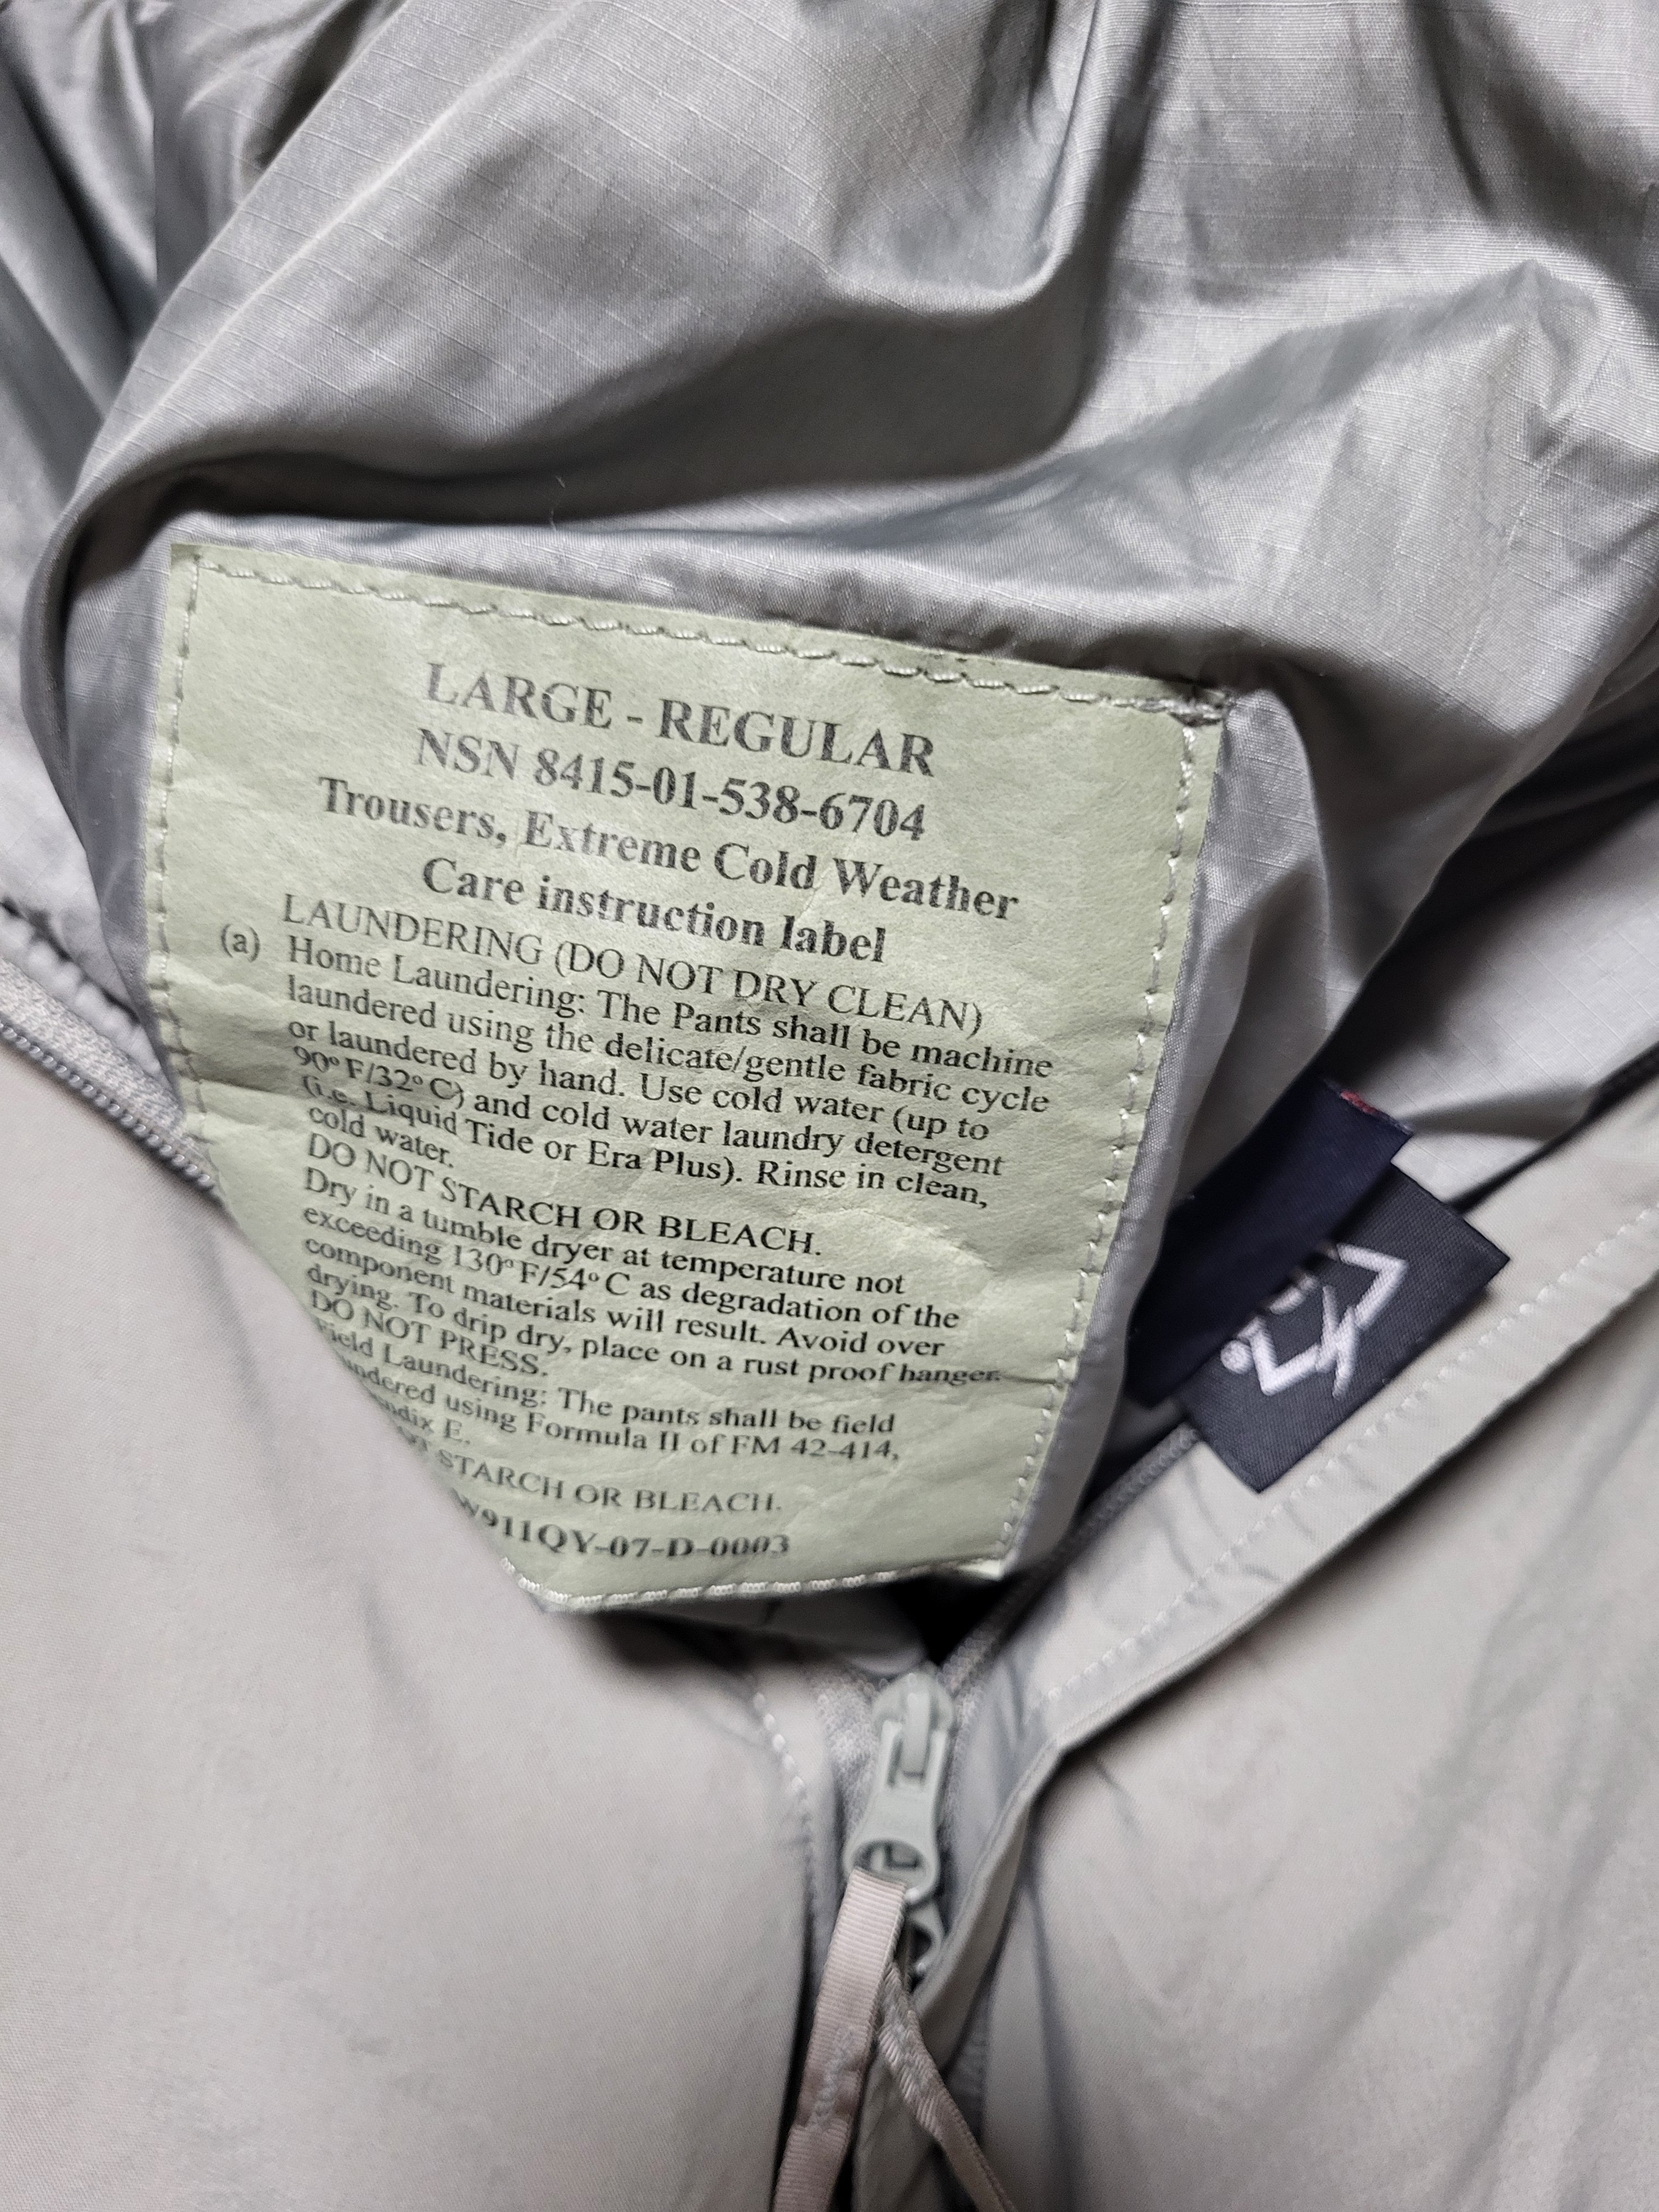 LARGE - REGULAR
NSN 8415-01-538-6704
Trousers, Extreme Cold Weather
Care instruction label
LAUNDERING (DO NOT DRY CLEAN)
(a) Home Laundering: The Pants shall be machine
laundered using the delicate/gentle fabric cycle
or laundered by hand. Use cold water (up to
90° F/32° C) and cold water laundry detergent
(i.e. Liquid Tide or Era Plus). Rinse in clean,
cold water.
DO NOT STARCH OR BLEACH.
Dry in a tumble dryer at temperature not
exceeding 130° F/54° C as degradation of the
component materials will result. Avoid over
drying. To drip dry, place on a rust proof hanger.
DO NOT PRESS.
Field Laundering: The pants shall be field
using Formula II of FM 42-414,
E.
STARCH OR BLEACH.
W911QY-07-D-0003